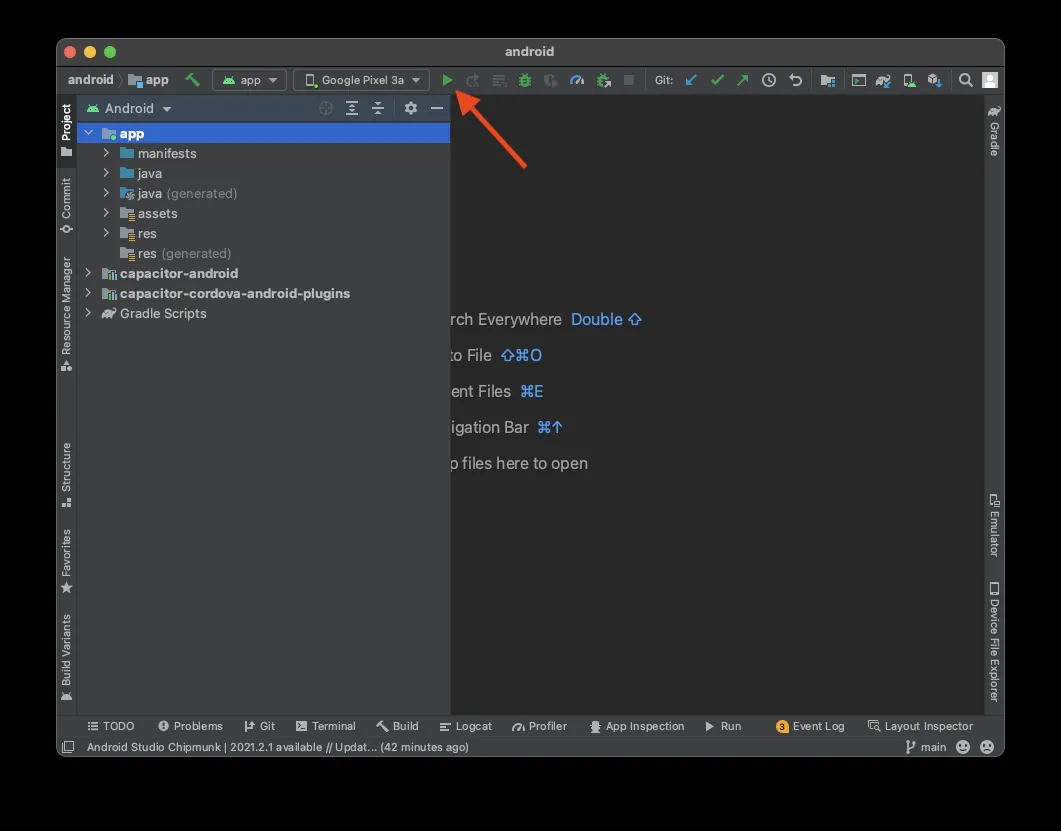 android
android app app Google Pixel 3a Git:
Project
Commit
Resource Manager
Structure
Favorites
Build Variants
Android
app
manifests
java
java (generated)
assets
res
res (generated)
capacitor-android
capacitor-cordova-android-plugins
Gradle Scripts
rch Everywhere Double ⇧
to File ⇧⌘O
ent Files ⌘E
igation Bar ⌘↑
p files here to open
Gradle
Emulator
Device File Explorer
TODO Problems Git Terminal Build Logcat Profiler App Inspection Run 3 Event Log Layout Inspector
Android Studio Chipmunk | 2021.2.1 available // Updat... (42 minutes ago) main